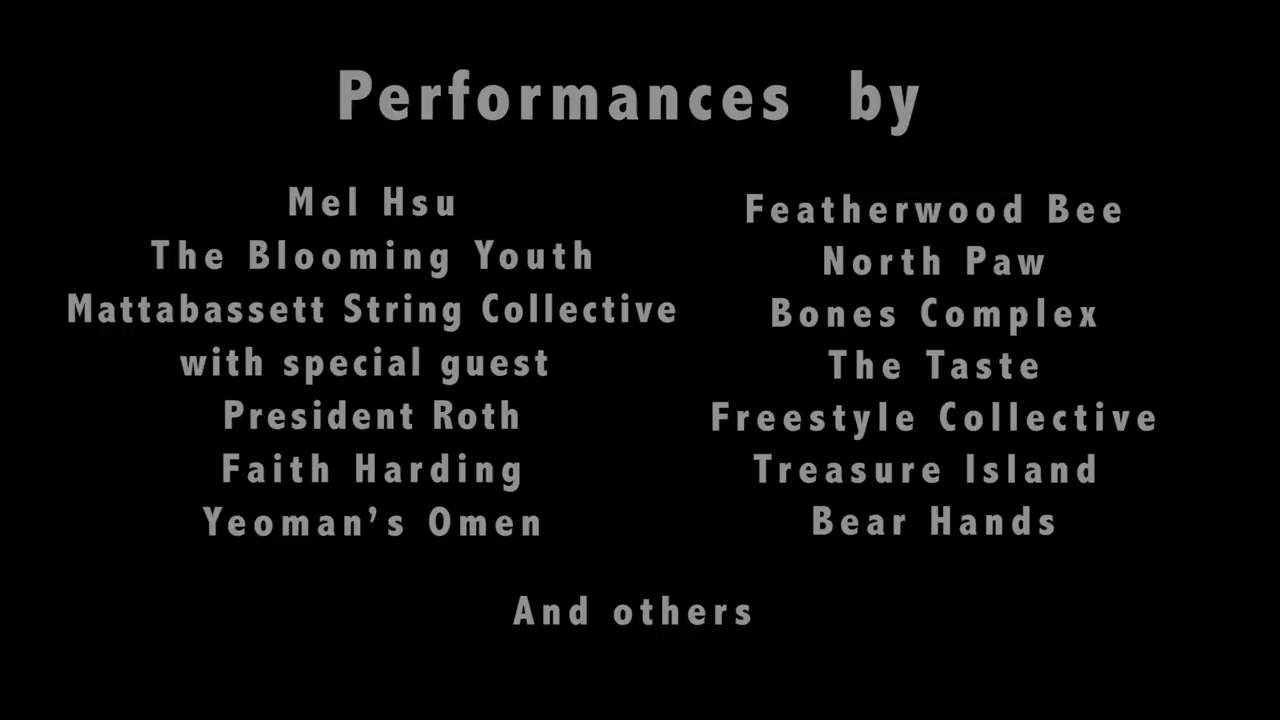 Performances by
Mel Hsu
The Blooming Youth
Mattabassett String Collective
with special guest
President Roth
Faith Harding
Yeoman’s Omen
Featherwood Bee
North Paw
Bones Complex
The Taste
Freestyle Collective
Treasure Island
Bear Hands
And others